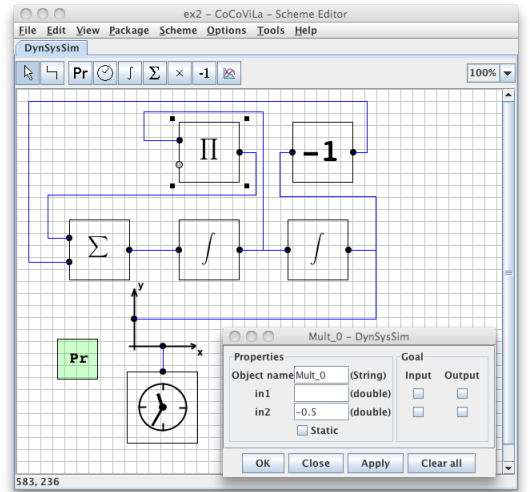 ex2 – CoCoViLa – Scheme Editor
File Edit View Package Scheme Options Tools Help
DynSysSim
Pr ∫ Σ × -1 100%
Π -1
Σ ∫ ∫
y
x
Pr
Mult_0 – DynSysSim
Properties Goal
Object name Mult_0 (String) Input Output
in1 (double)
in2 -0.5 (double)
Static
OK Close Apply Clear all
583, 236